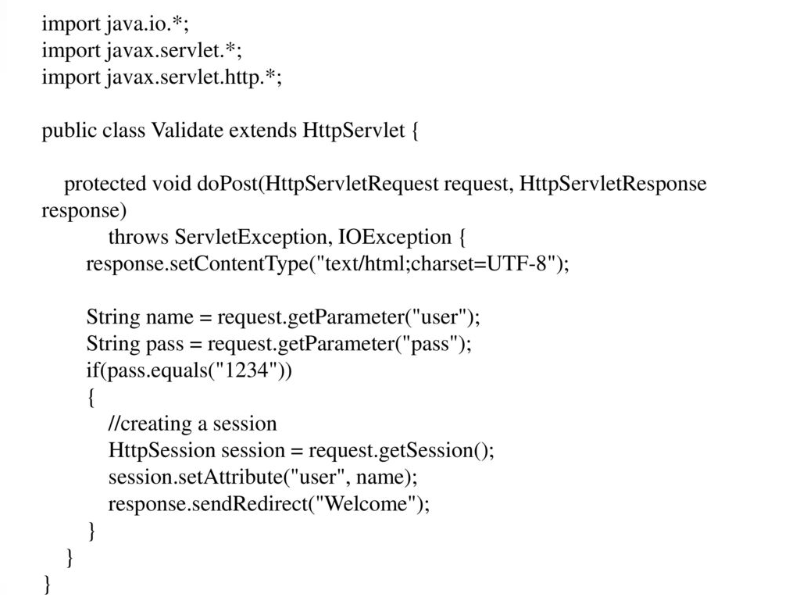 import java.io.*;
import javax.servlet.*;
import javax.servlet.http.*;
public class Validate extends HttpServlet {
protected void doPost(HttpServletRequest request, HttpServletResponse
response)
throws ServletException, IOException {
response.setContentType("text/html;charset=UTF-8");
String name = request.getParameter("user");
String pass = request.getParameter("pass");
if(pass.equals("1234"))
{
//creating a session
HttpSession session = request.getSession();
session.setAttribute("user", name);
response.sendRedirect("Welcome");
}
}
}